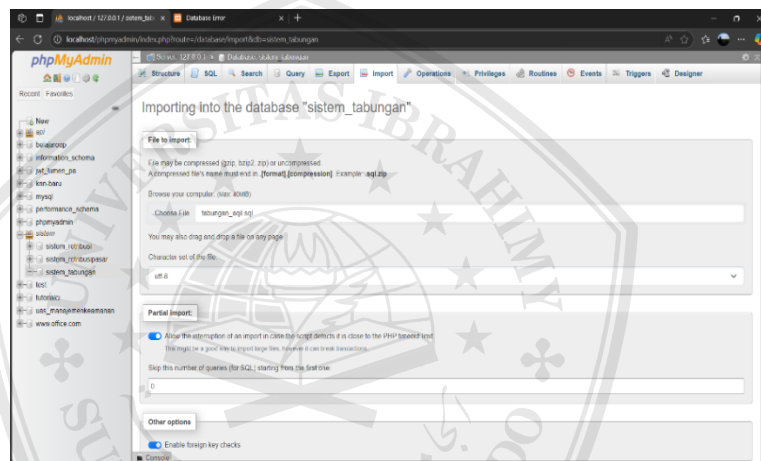 localhost / 127.0.0.1 / sistem_tab
Database Error
localhost/phpmyadmin/index.php?route=/database/import&db=sistem_tabungan
phpMyAdmin
Recent Favorites
New
belajarosp
information_schema
jwt_lumen_pa
mysql
performance_schema
phpmyadmin
sistem
sistem_retribusi
sistem_retribusipasar
sistem_tabungan
test
uas_manajemenkeamanan
www.office.com
Server: 127.0.0.1 » Database: sistem_tabungan
Structure SQL Search Query Export Import Operations Privileges Routines Events Triggers Designer
Importing into the database "sistem_tabungan"
File to import:
File may be compressed (gzip, bzip2, zip) or uncompressed.
A compressed file's name must end in .[format].[compression]. Example: .sql.zip
Browse your computer: (Max: 40MiB)
Choose File tabungan_sqli.sql
You may also drag and drop a file on any page.
Character set of the file:
utf-8
Partial import:
Allow the interruption of an import in case the script detects it is close to the PHP timeout limit.
This might be a good way to import large files, however it can break transactions.
Skip this number of queries (for SQL) starting from the first one:
0
Other options
Enable foreign key checks
Console
UNIVERSITAS IBRAHIMY